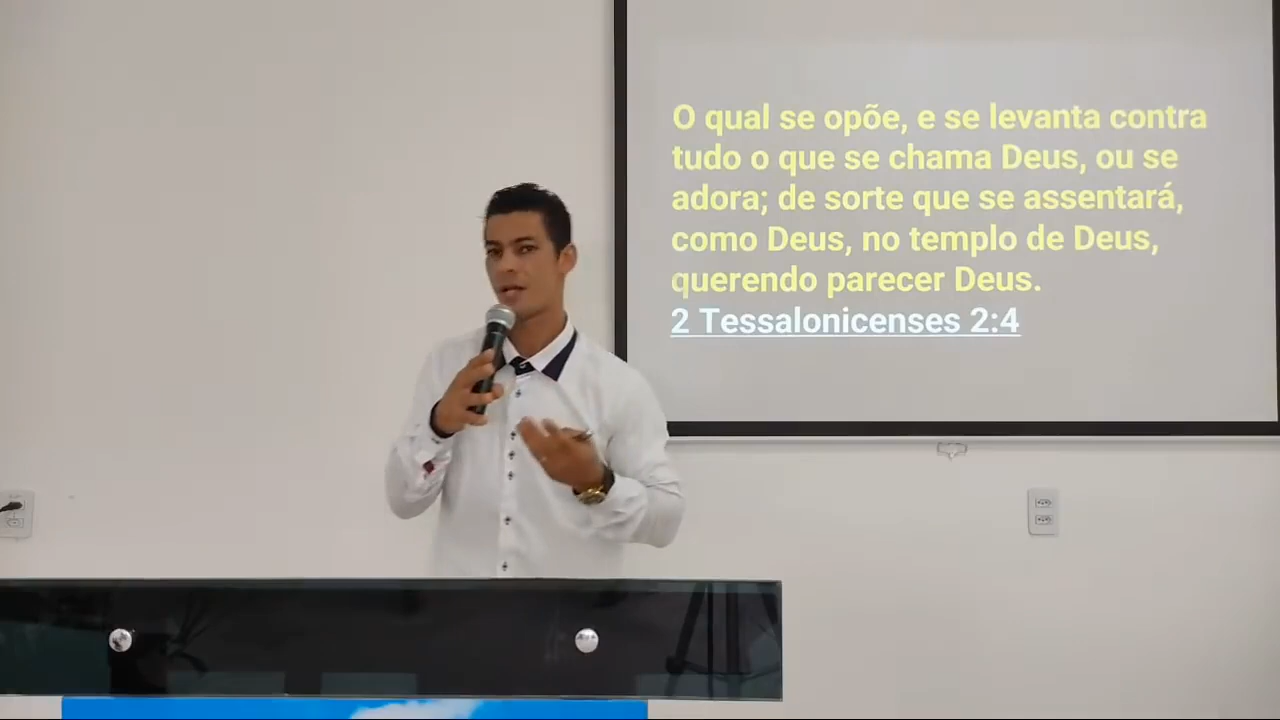 O qual se opõe, e se levanta contra
tudo o que se chama Deus, ou se
adora; de sorte que se assentará,
como Deus, no templo de Deus,
querendo parecer Deus.
2 Tessalonicenses 2:4